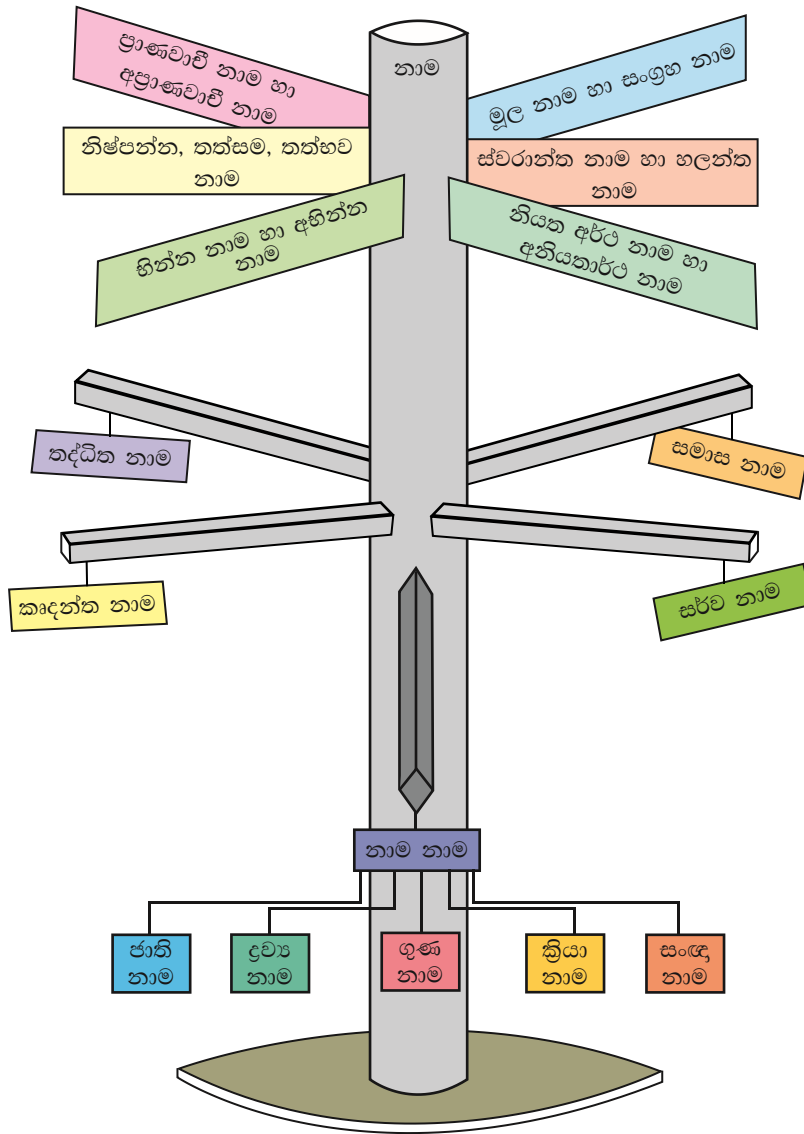 නාම
ප්‍රාණවාචී නාම හා
අප්‍රාණවාචී නාම
මූල නාම හා සංග්‍රහ නාම
නිෂ්පන්න, තත්සම, තත්භව
නාම
ස්වරාන්ත නාම හා හලන්ත
නාම
භින්න නාම හා අභින්න
නාම
නියත අර්ථ නාම හා
අනියතාර්ථ නාම
තද්ධිත නාම
සමාස නාම
කෘදන්ත නාම
සර්ව නාම
නාම නාම
ජාති
නාම
ද්‍රව්‍ය
නාම
ගුණ
නාම
ක්‍රියා
නාම
සංඥා
නාම